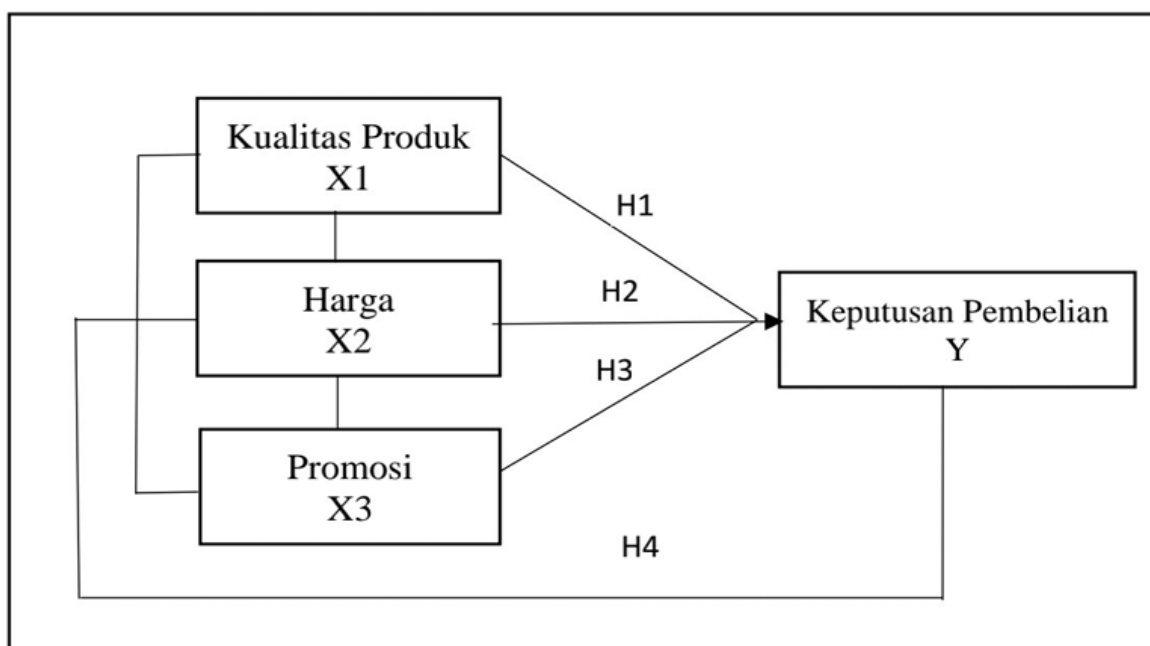 Kualitas Produk
X1
H1
Harga
X2
H2
Keputusan Pembelian
Y
H3
Promosi
X3
H4